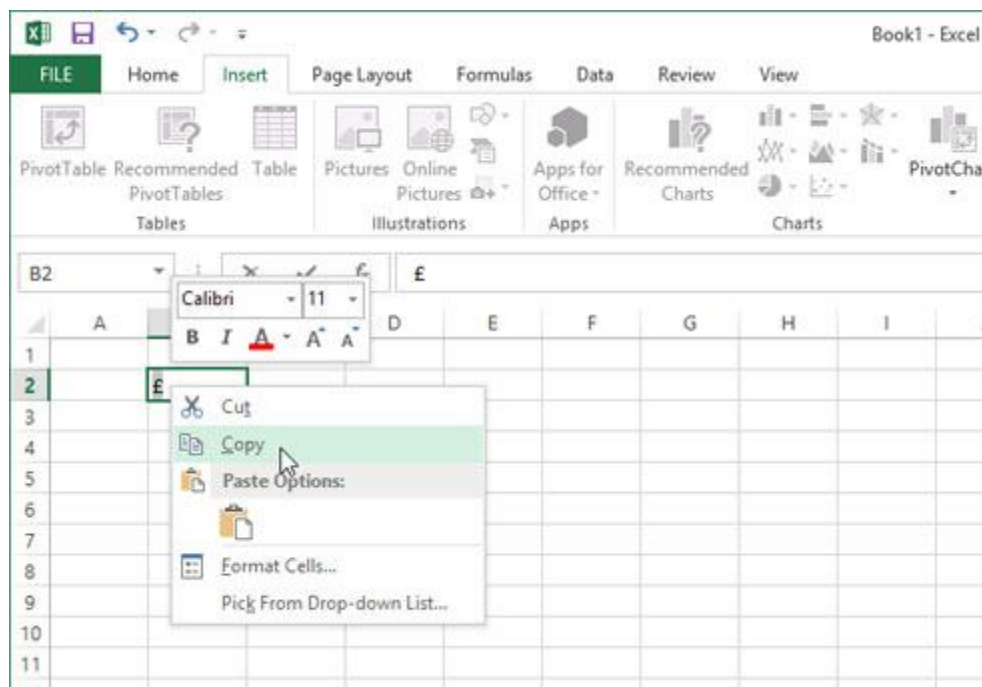 Book1 - Excel
FILE Home Insert Page Layout Formulas Data Review View
PivotTable Recommended PivotTables Table Pictures Online Pictures Apps for Office Recommended Charts PivotCha
Tables Illustrations Apps Charts
B2 £
Calibri 11
A D E F G H I
B I A A A
1
2 £
3
Cut
4
Copy
5
Paste Options:
6
7
8
Format Cells...
9
Pick From Drop-down List...
10
11